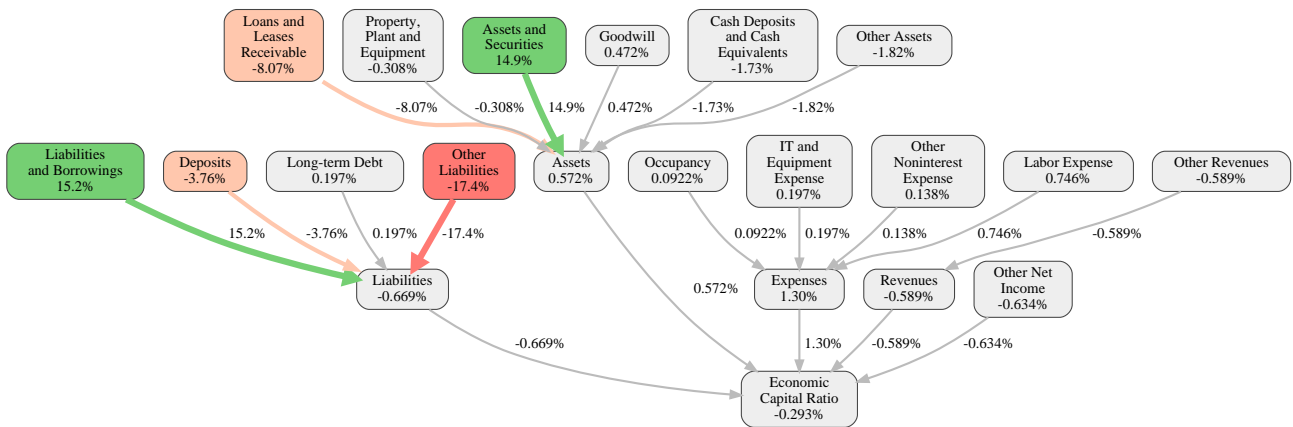 Loans and
Leases
Receivable
-8.07%
Property,
Plant and
Equipment
-0.308%
Assets and
Securities
14.9%
Goodwill
0.472%
Cash Deposits
and Cash
Equivalents
-1.73%
Other Assets
-1.82%
-8.07%
-0.308%
14.9%
0.472%
-1.73%
-1.82%
Liabilities
and Borrowings
15.2%
Deposits
-3.76%
Long-term Debt
0.197%
Other
Liabilities
-17.4%
Assets
0.572%
Occupancy
0.0922%
IT and
Equipment
Expense
0.197%
Other
Noninterest
Expense
0.138%
Labor Expense
0.746%
Other Revenues
-0.589%
15.2%
-3.76%
0.197%
-17.4%
0.0922%
0.197%
0.138%
0.746%
-0.589%
Liabilities
-0.669%
0.572%
Expenses
1.30%
Revenues
-0.589%
Other Net
Income
-0.634%
-0.669%
1.30%
-0.589%
-0.634%
Economic
Capital Ratio
-0.293%